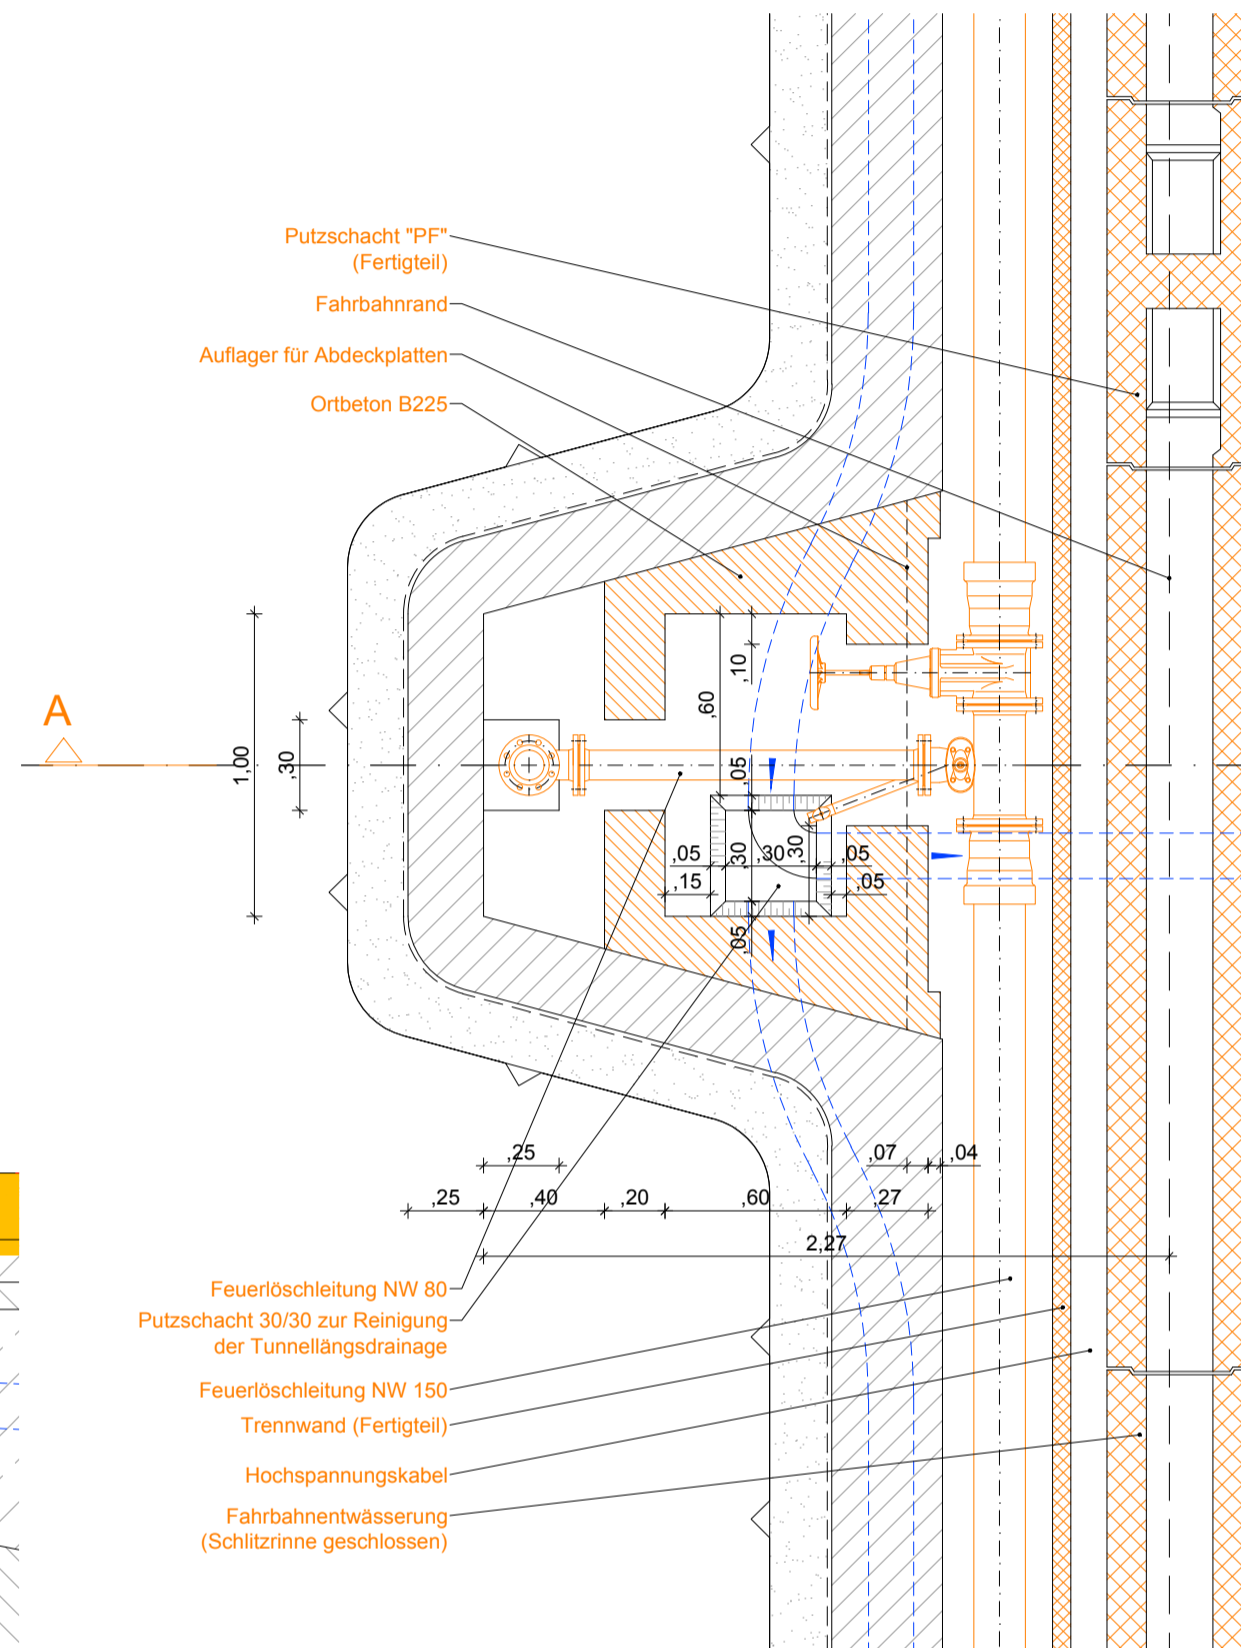 Putzschacht "PF"
(Fertigteil)
Fahrbahnrand
Auflager für Abdeckplatten
Ortbeton B225
A
1,00
,30
,60
,10
,05
,05
,30
,30
,30
,05
,15
,05
,05
,25
,07
,04
,25
,40
,20
,60
,27
2,27
Feuerlöschleitung NW 80
Putzschacht 30/30 zur Reinigung
der Tunnellängsdrainage
Feuerlöschleitung NW 150
Trennwand (Fertigteil)
Hochspannungskabel
Fahrbahnentwässerung
(Schlitzrinne geschlossen)